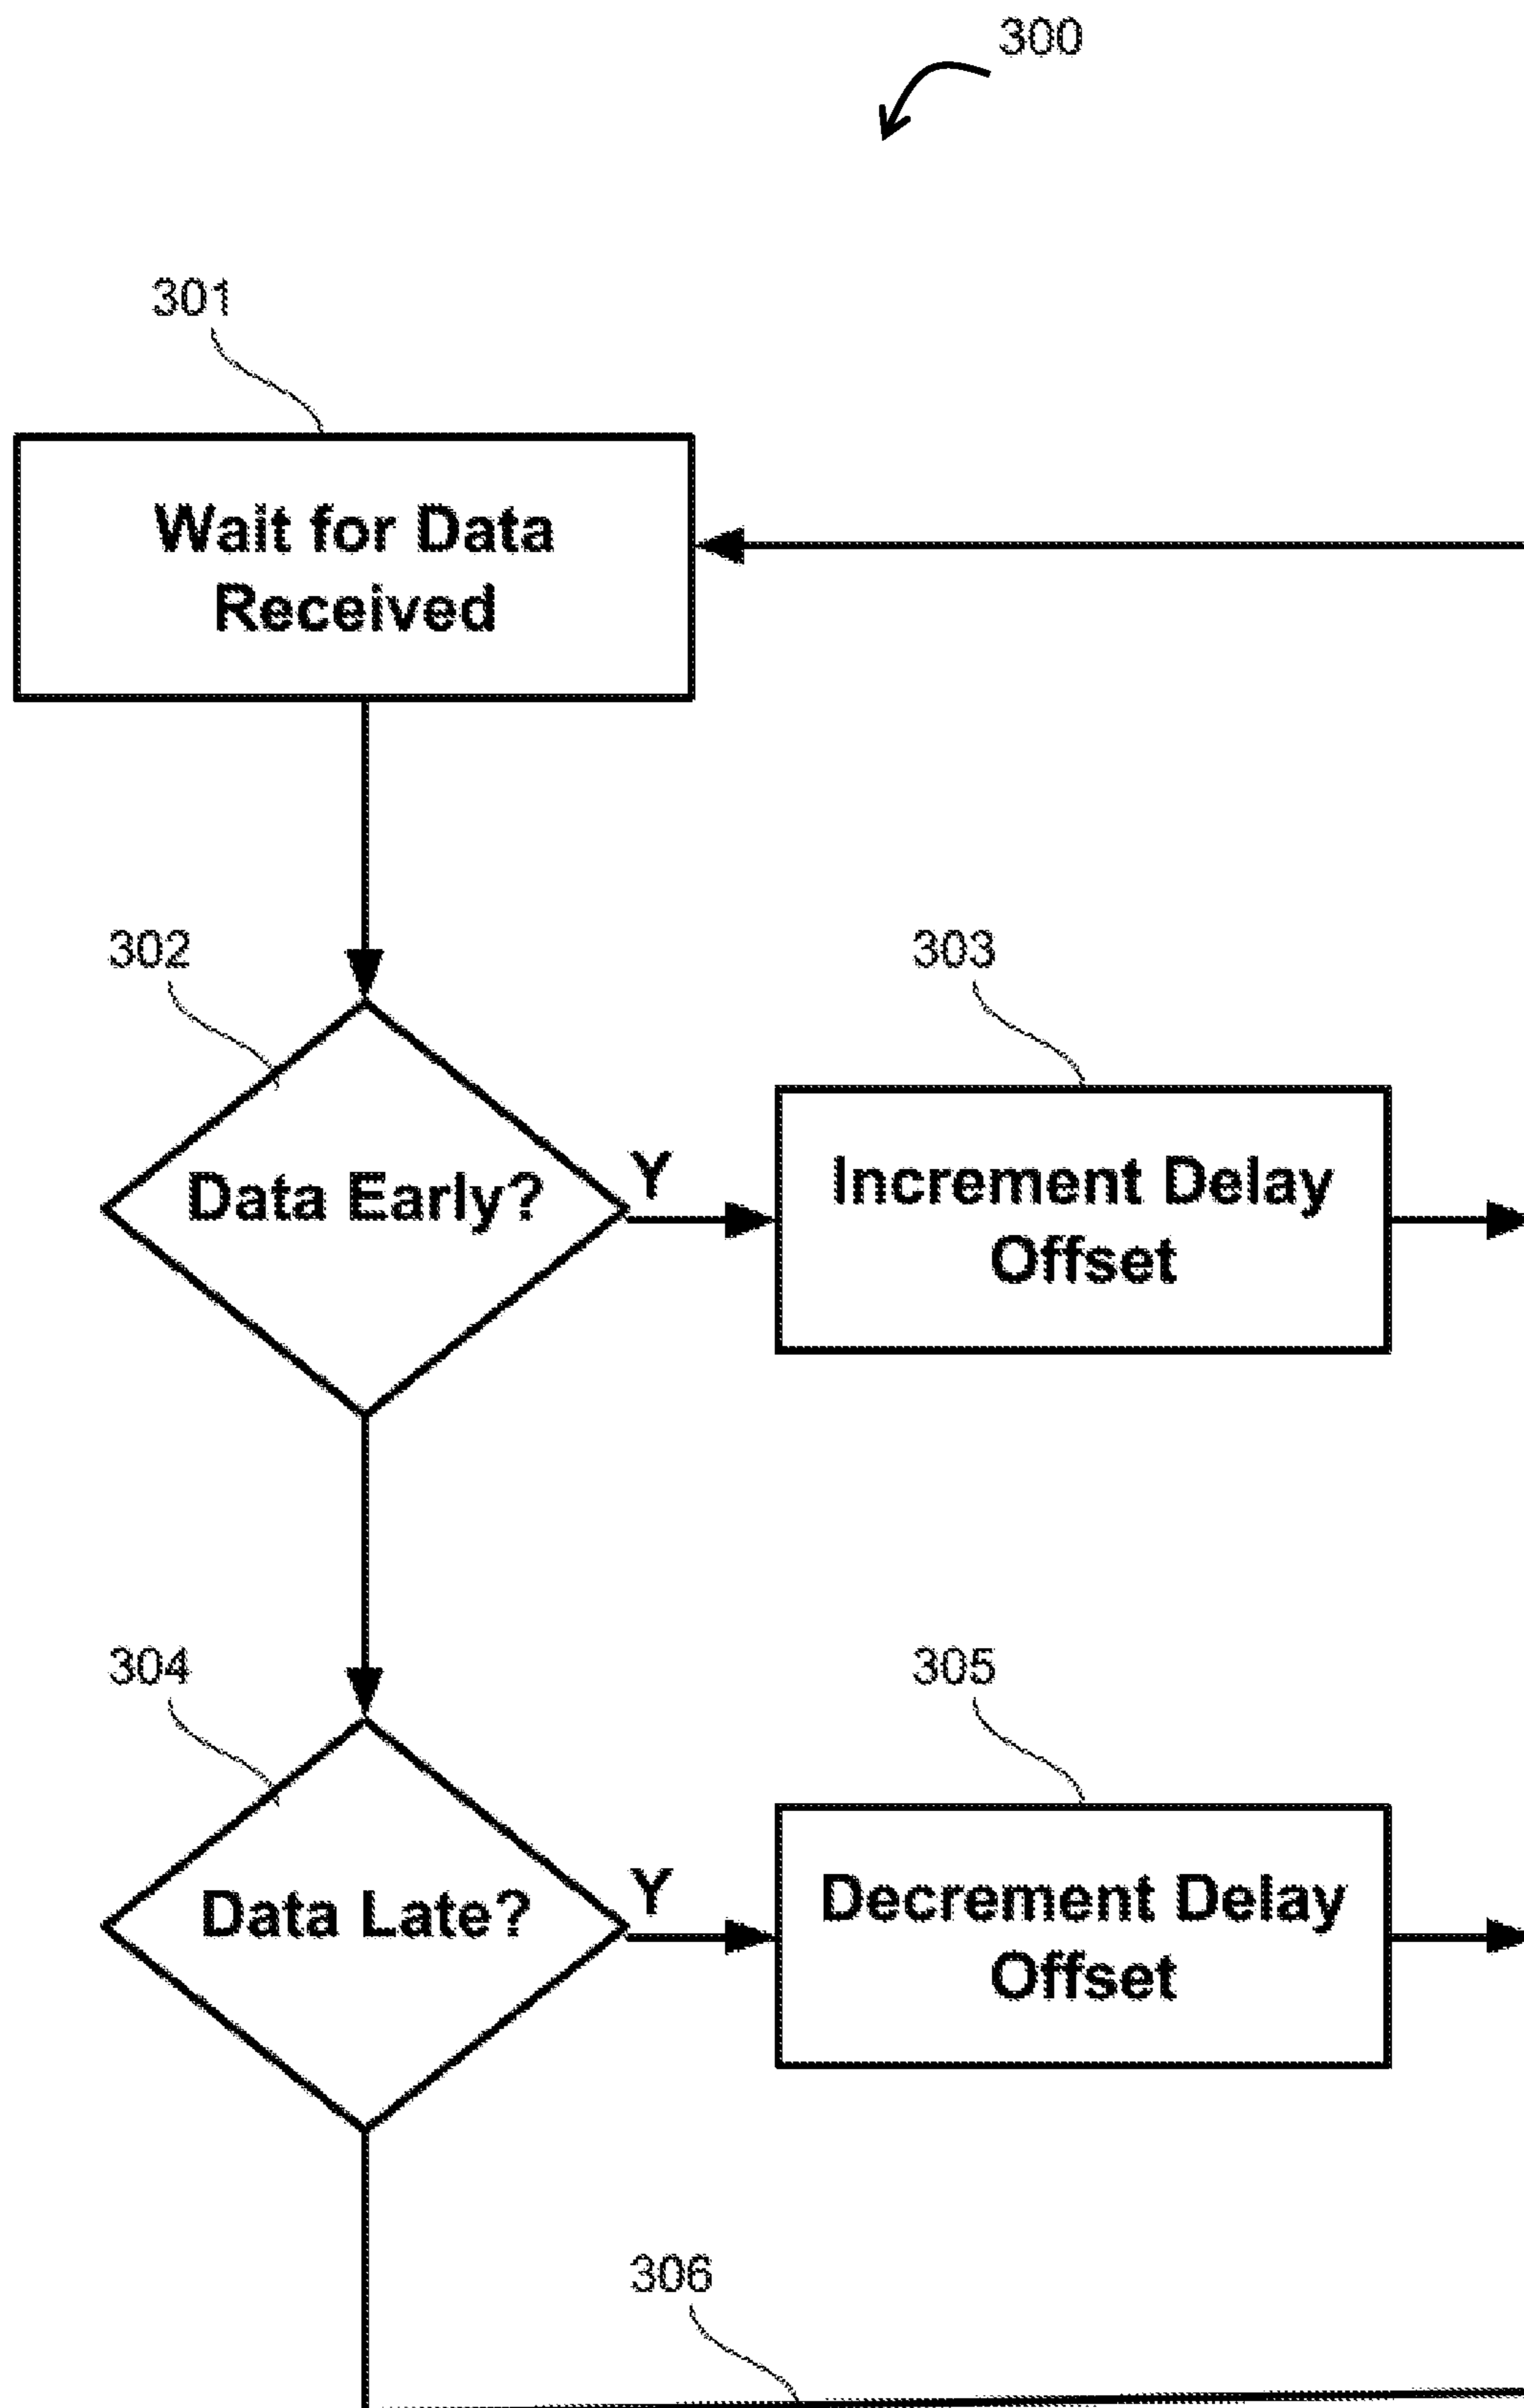 300
301
Wait for Data
Received
302
303
Data Early?
Y
Increment Delay
Offset
304
305
Data Late?
Y
Decrement Delay
Offset
306